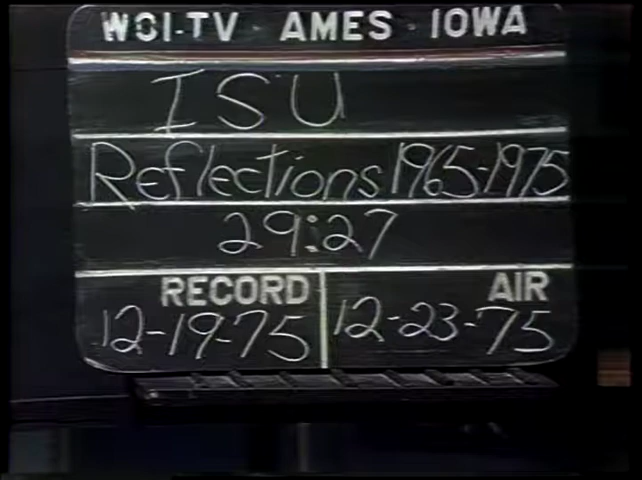 WOI-TV · AMES · IOWA
ISU
Reflections 1965-1975
29:27
RECORD AIR
12-19-75 12-23-75